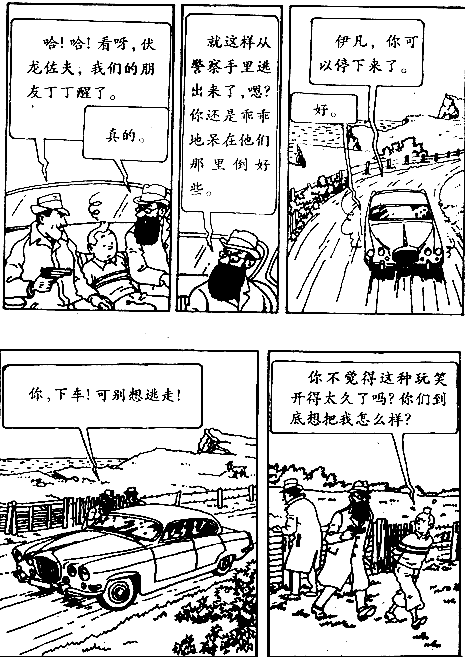 哈！哈！看呀，伏
龙佐夫，我们的朋
友丁丁醒了。
真的。
就这样从
警察手里逃
出来了，嗯？
你还是乖乖
地呆在他们
那里倒好
些。
伊凡，你可
以停下来了。
好。
你，下车！可别想逃走！
你不觉得这种玩笑
开得太久了吗？你们到
底想把我怎么样？